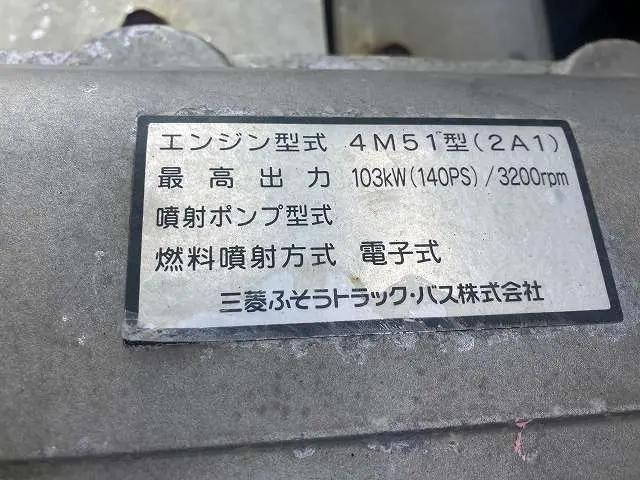 エンジン型式 4M51型(2A1)
最高出力 103kW(140PS)/3200rpm
噴射ポンプ型式
燃料噴射方式 電子式
三菱ふそうトラック・バス株式会社